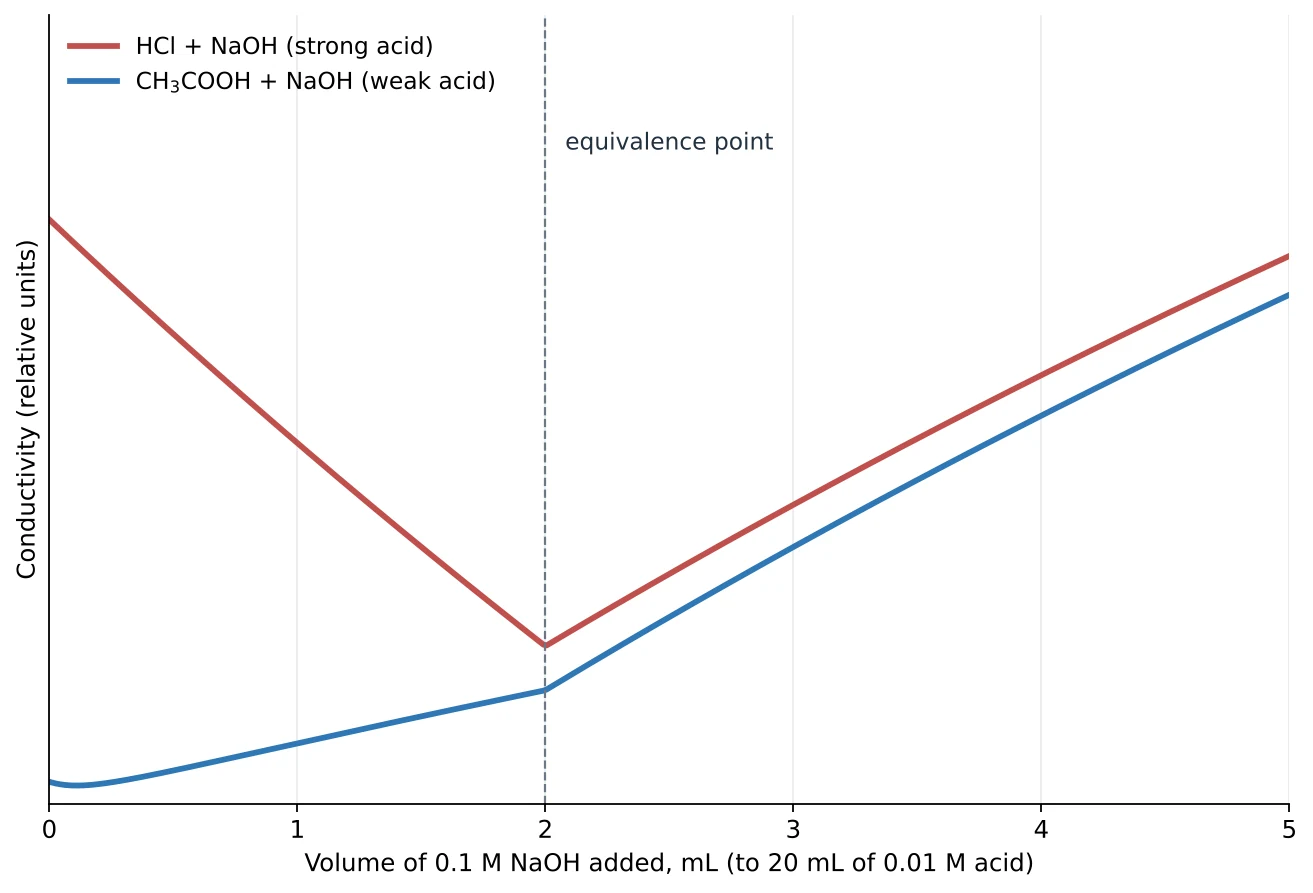 HCl + NaOH (strong acid)
CH₃COOH + NaOH (weak acid)
equivalence point
Conductivity (relative units)
0 1 2 3 4 5
Volume of 0.1 M NaOH added, mL (to 20 mL of 0.01 M acid)